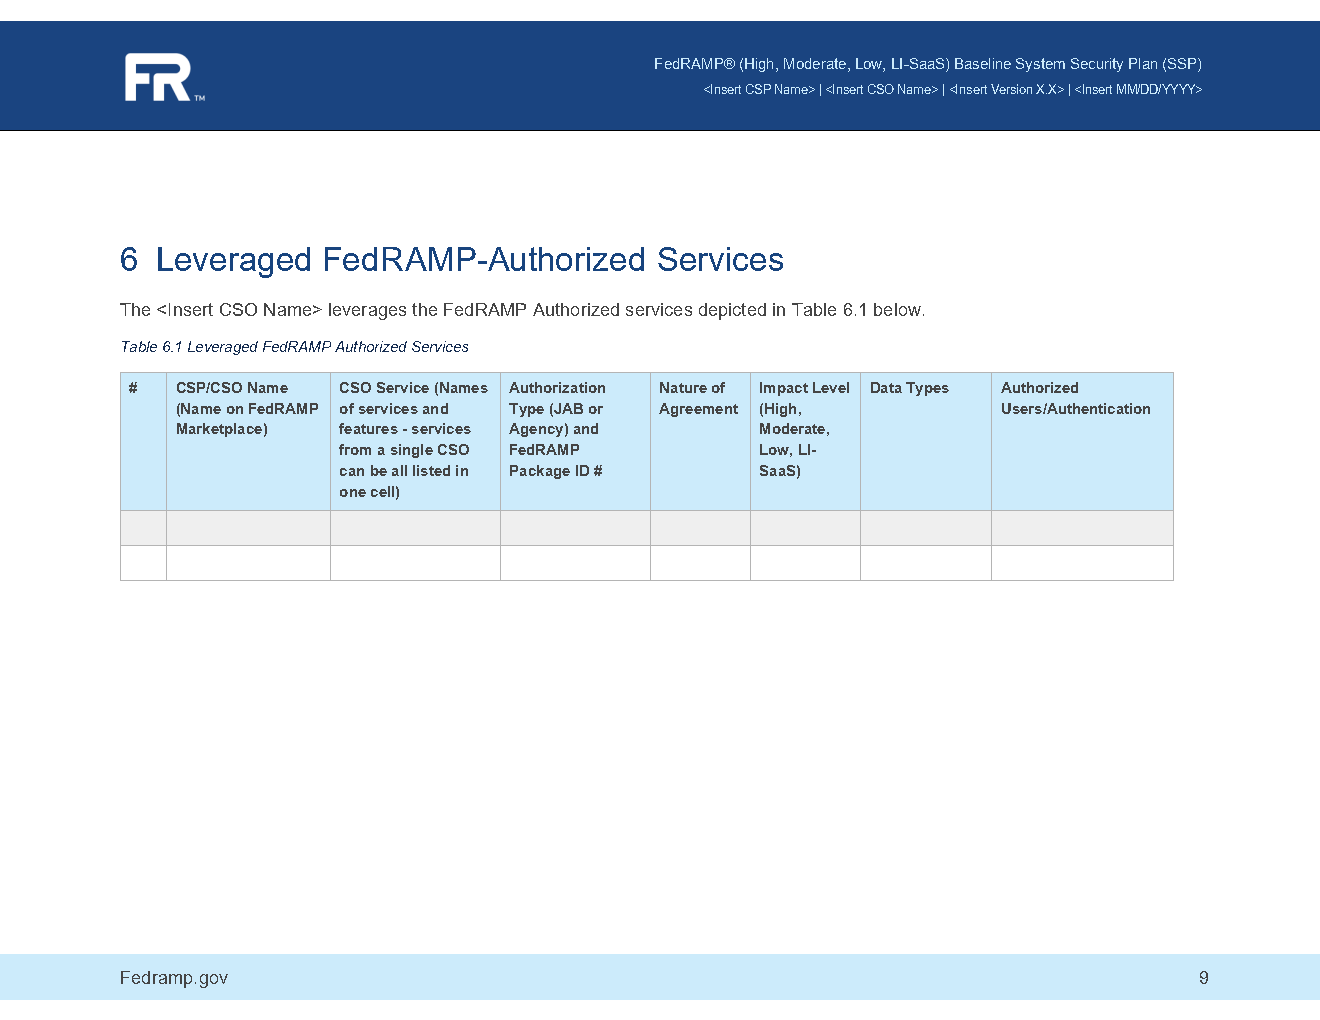 FR™
FedRAMP® (High, Moderate, Low, LI-SaaS) Baseline System Security Plan (SSP)
<Insert CSP Name> | <Insert CSO Name> | <Insert Version X.X> | <Insert MM/DD/YYYY>
6 Leveraged FedRAMP-Authorized Services
The <Insert CSO Name> leverages the FedRAMP Authorized services depicted in Table 6.1 below.
Table 6.1 Leveraged FedRAMP Authorized Services
#
CSP/CSO Name
(Name on FedRAMP
Marketplace)
CSO Service (Names
of services and
features - services
from a single CSO
can be all listed in
one cell)
Authorization
Type (JAB or
Agency) and
FedRAMP
Package ID #
Nature of
Agreement
Impact Level
(High,
Moderate,
Low, LI-
SaaS)
Data Types
Authorized
Users/Authentication
Fedramp.gov
9